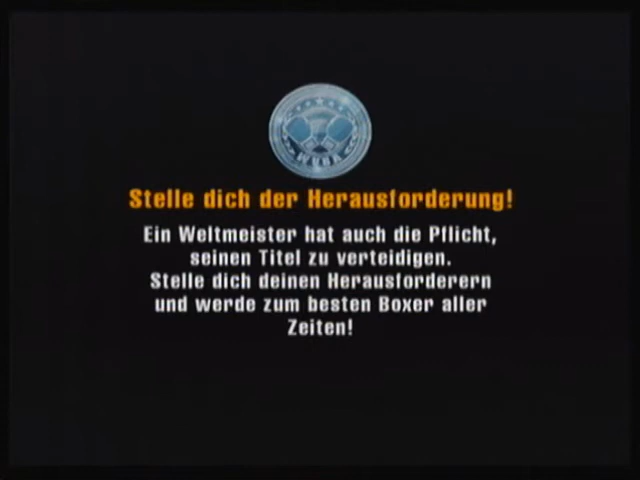 WUBA
Stelle dich der Herausforderung!
Ein Weltmeister hat auch die Pflicht,
seinen Titel zu verteidigen.
Stelle dich deinen Herausforderern
und werde zum besten Boxer aller
Zeiten!